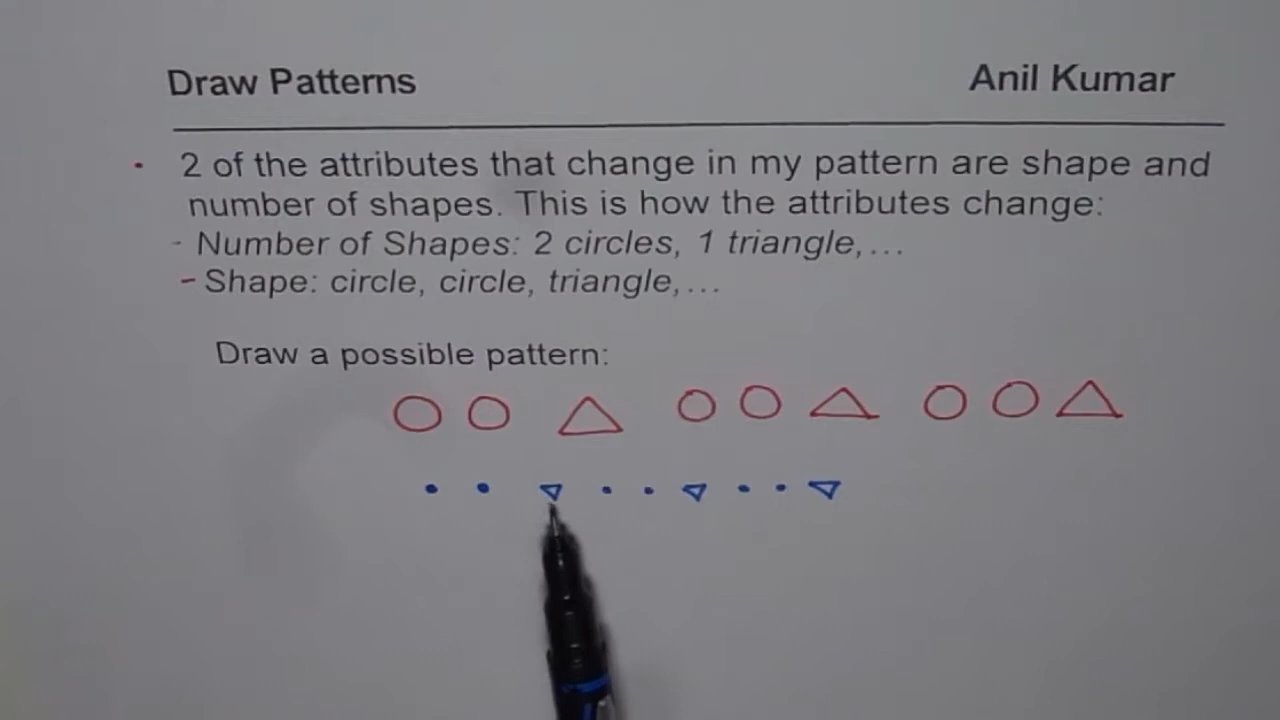 Draw Patterns Anil Kumar
2 of the attributes that change in my pattern are shape and
number of shapes. This is how the attributes change:
- Number of Shapes: 2 circles, 1 triangle,...
- Shape: circle, circle, triangle,...
Draw a possible pattern: